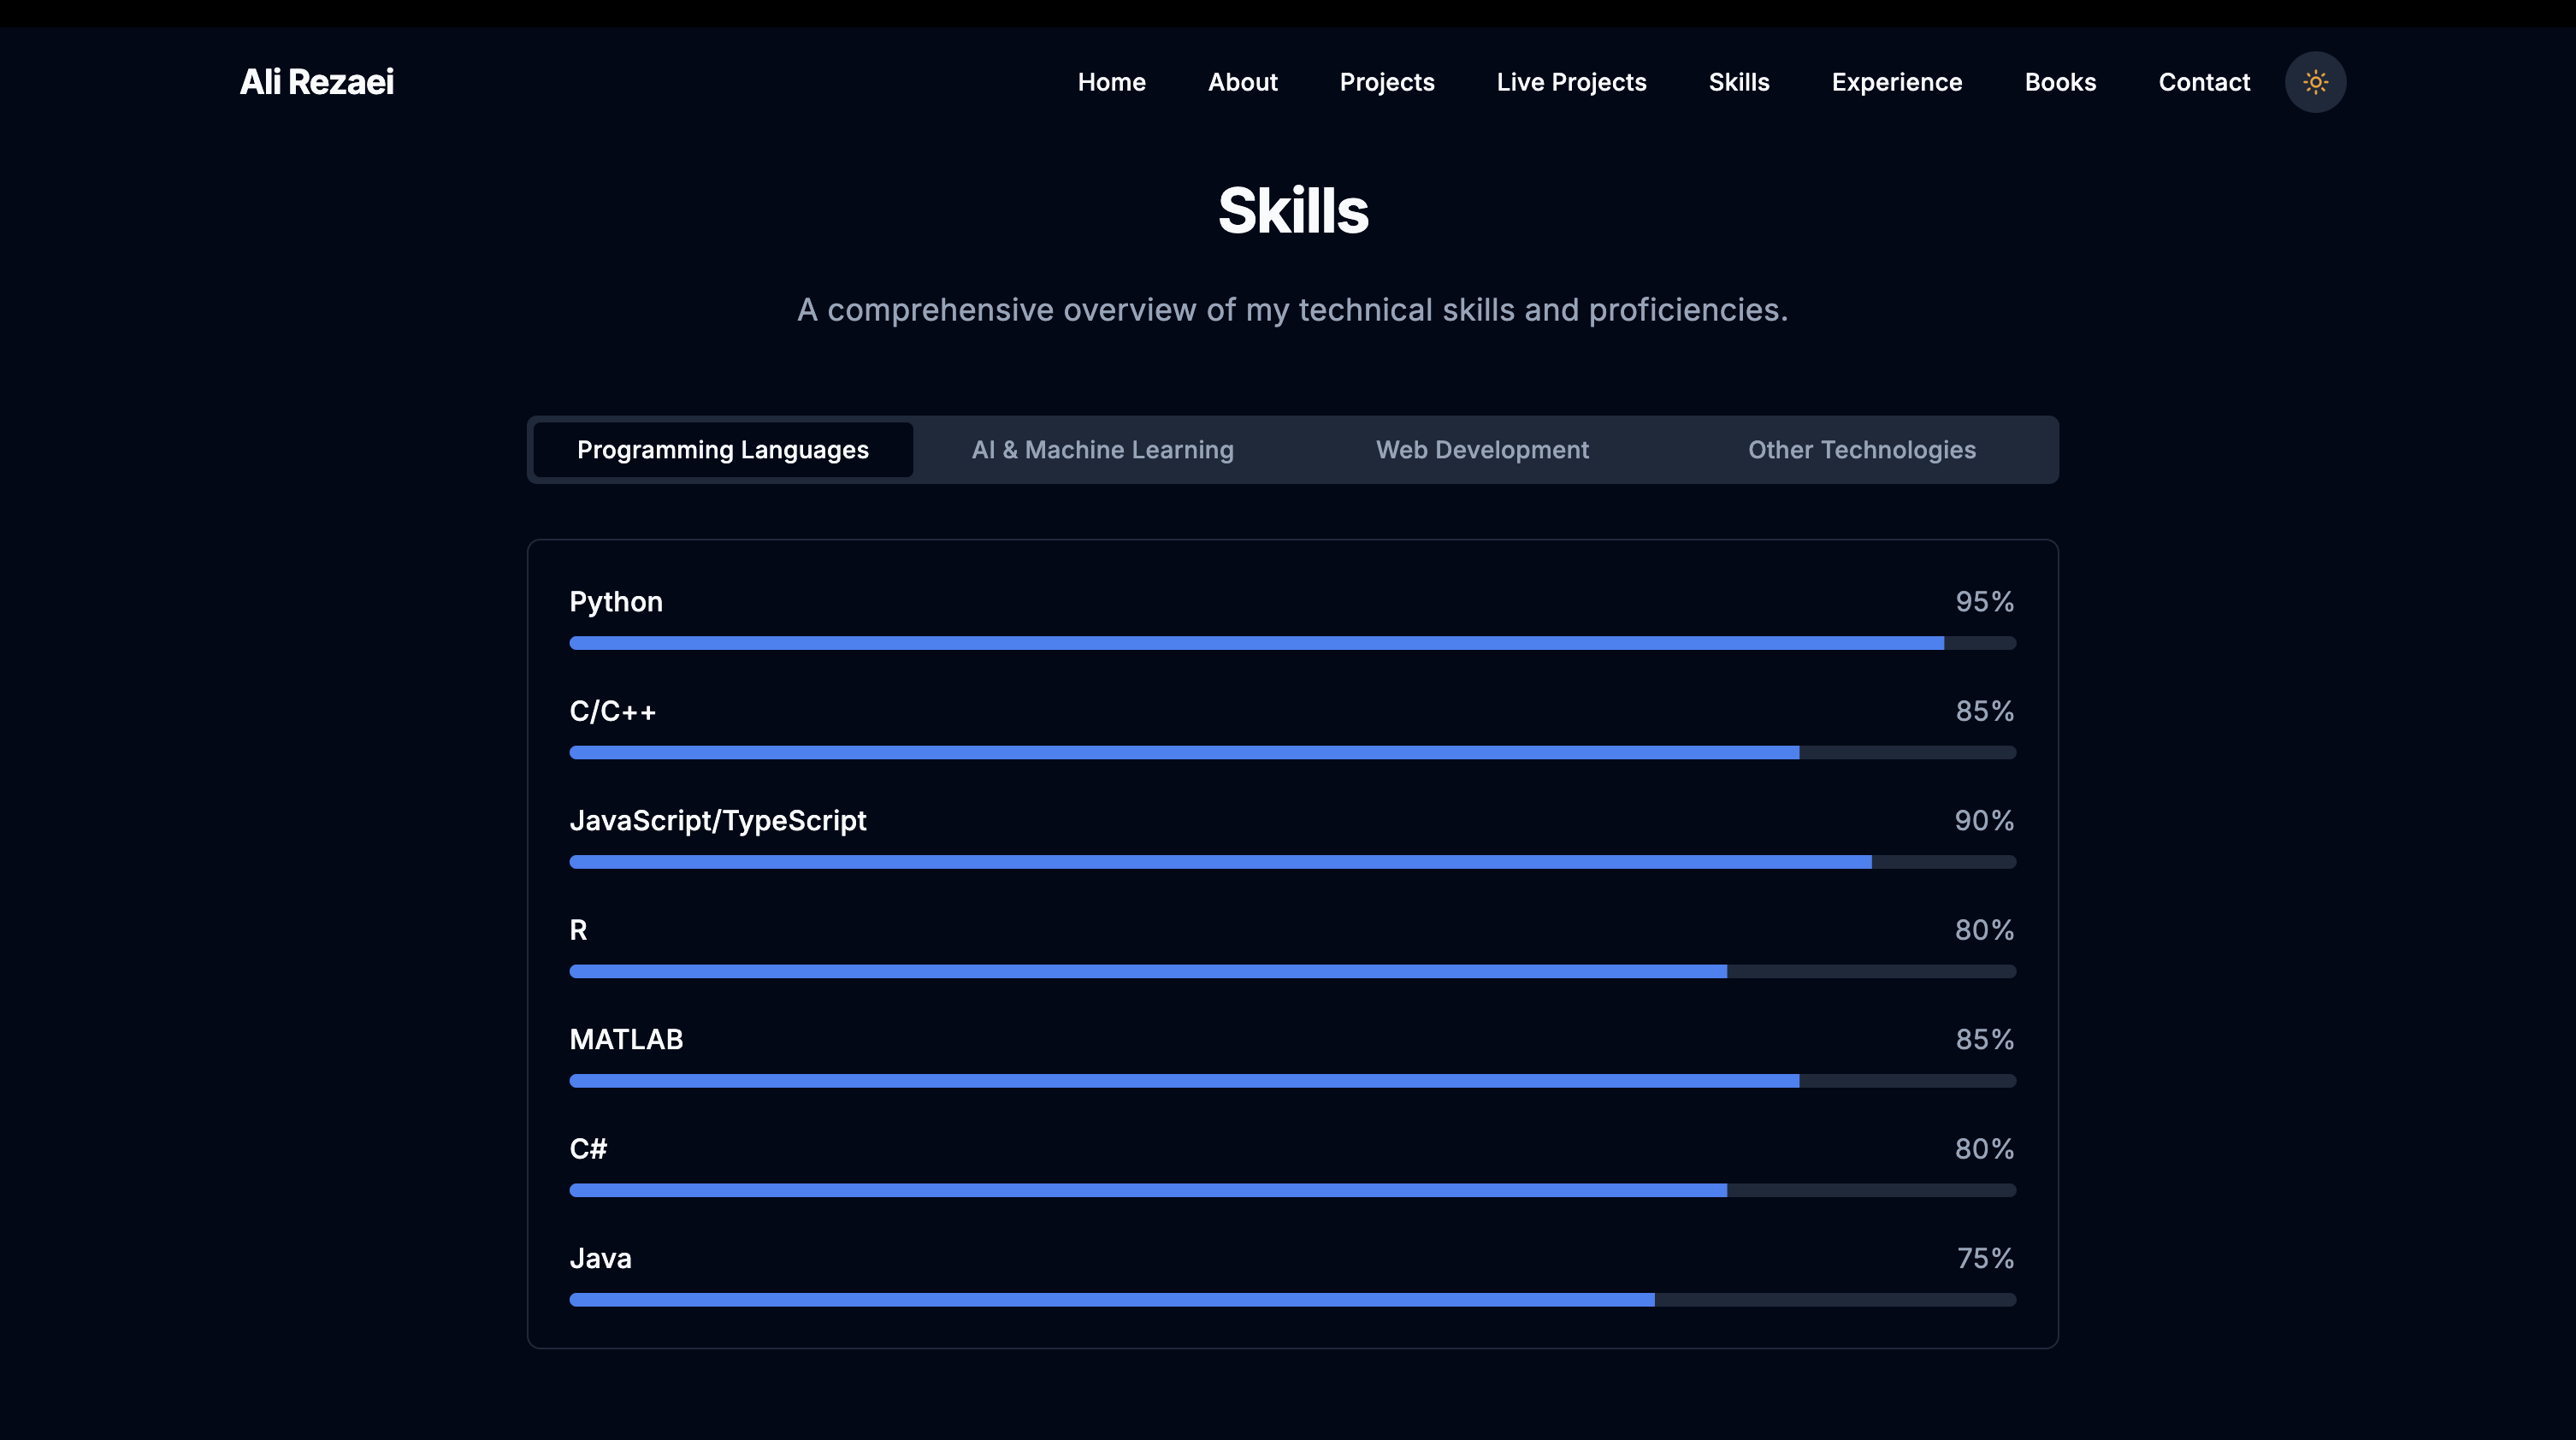 Ali Rezaei Home About Projects Live Projects Skills Experience Books Contact
Skills
A comprehensive overview of my technical skills and proficiencies.
Programming Languages AI & Machine Learning Web Development Other Technologies
Python 95%
C/C++ 85%
JavaScript/TypeScript 90%
R 80%
MATLAB 85%
C# 80%
Java 75%